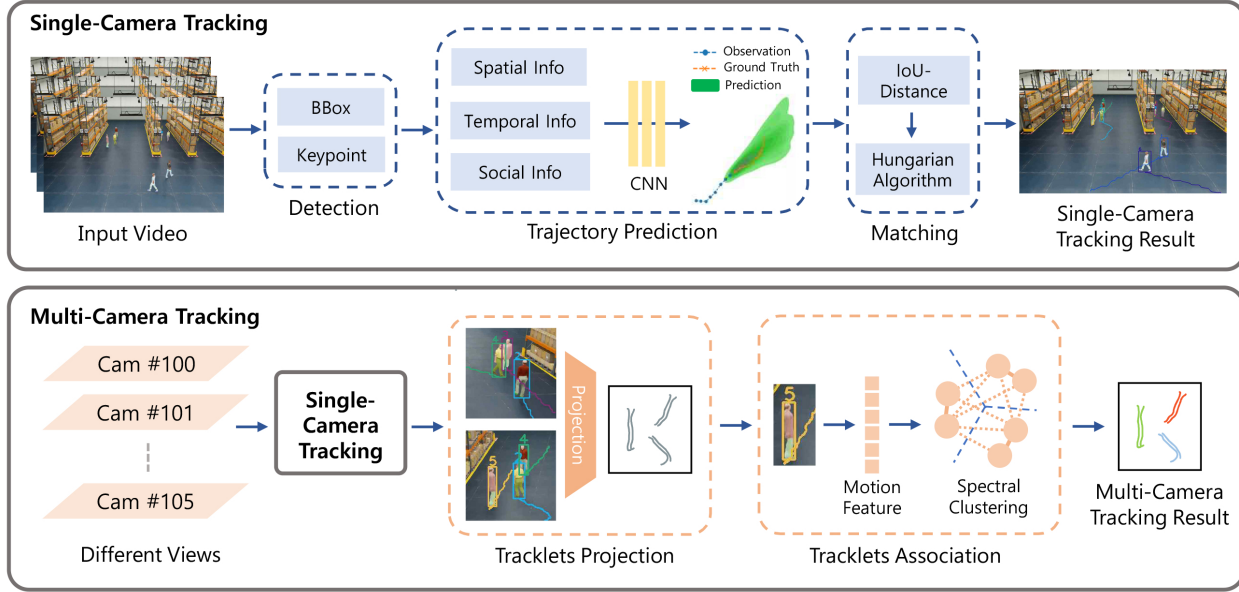 Single-Camera Tracking
Input Video
BBox
Keypoint
Detection
Spatial Info
Temporal Info
Social Info
CNN
Observation
Ground Truth
Prediction
Trajectory Prediction
IoU-
Distance
Hungarian
Algorithm
Matching
Single-Camera
Tracking Result
Multi-Camera Tracking
Cam #100
Cam #101
Cam #105
Different Views
Single-
Camera
Tracking
4
Projection
4
5
Tracklets Projection
5
Motion
Feature
Spectral
Clustering
Tracklets Association
Multi-Camera
Tracking Result